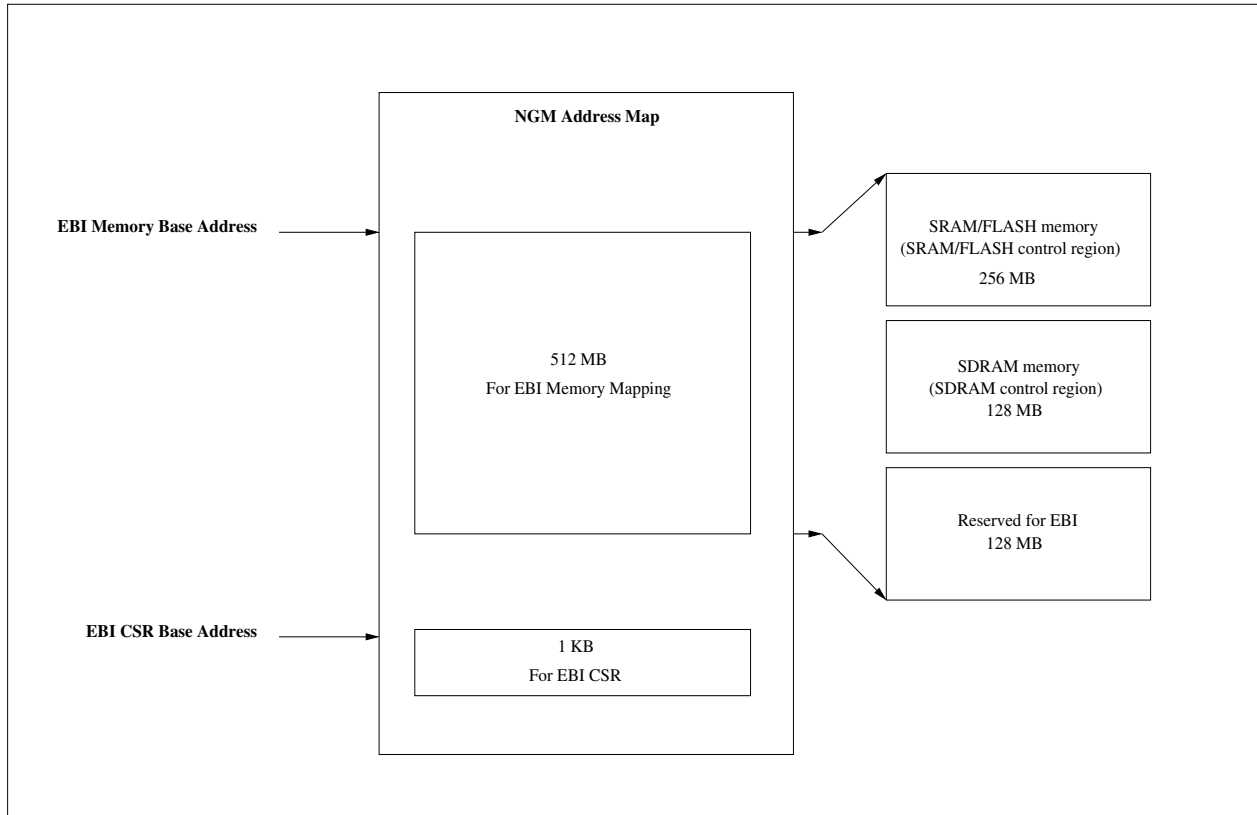 NGM Address Map
EBI Memory Base Address
SRAM/FLASH memory
(SRAM/FLASH control region)
256 MB
512 MB
For EBI Memory Mapping
SDRAM memory
(SDRAM control region)
128 MB
Reserved for EBI
128 MB
EBI CSR Base Address
1 KB
For EBI CSR